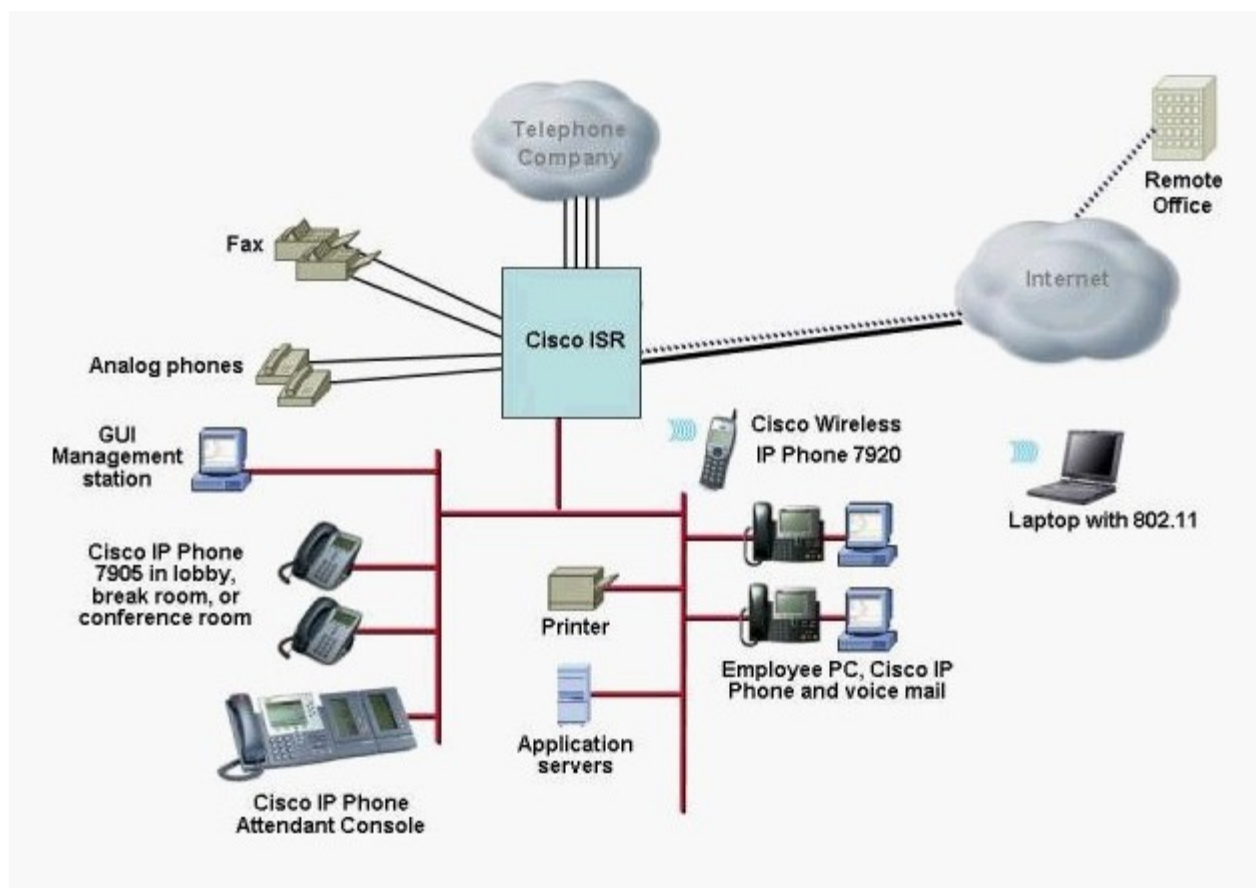 Telephone
Company
Remote
Office
Fax
Internet
Cisco ISR
Analog phones
GUI
Management
station
Cisco Wireless
IP Phone 7920
Laptop with 802.11
Cisco IP Phone
7905 in lobby,
break room, or
conference room
Printer
Employee PC, Cisco IP
Phone and voice mail
Application
servers
Cisco IP Phone
Attendant Console